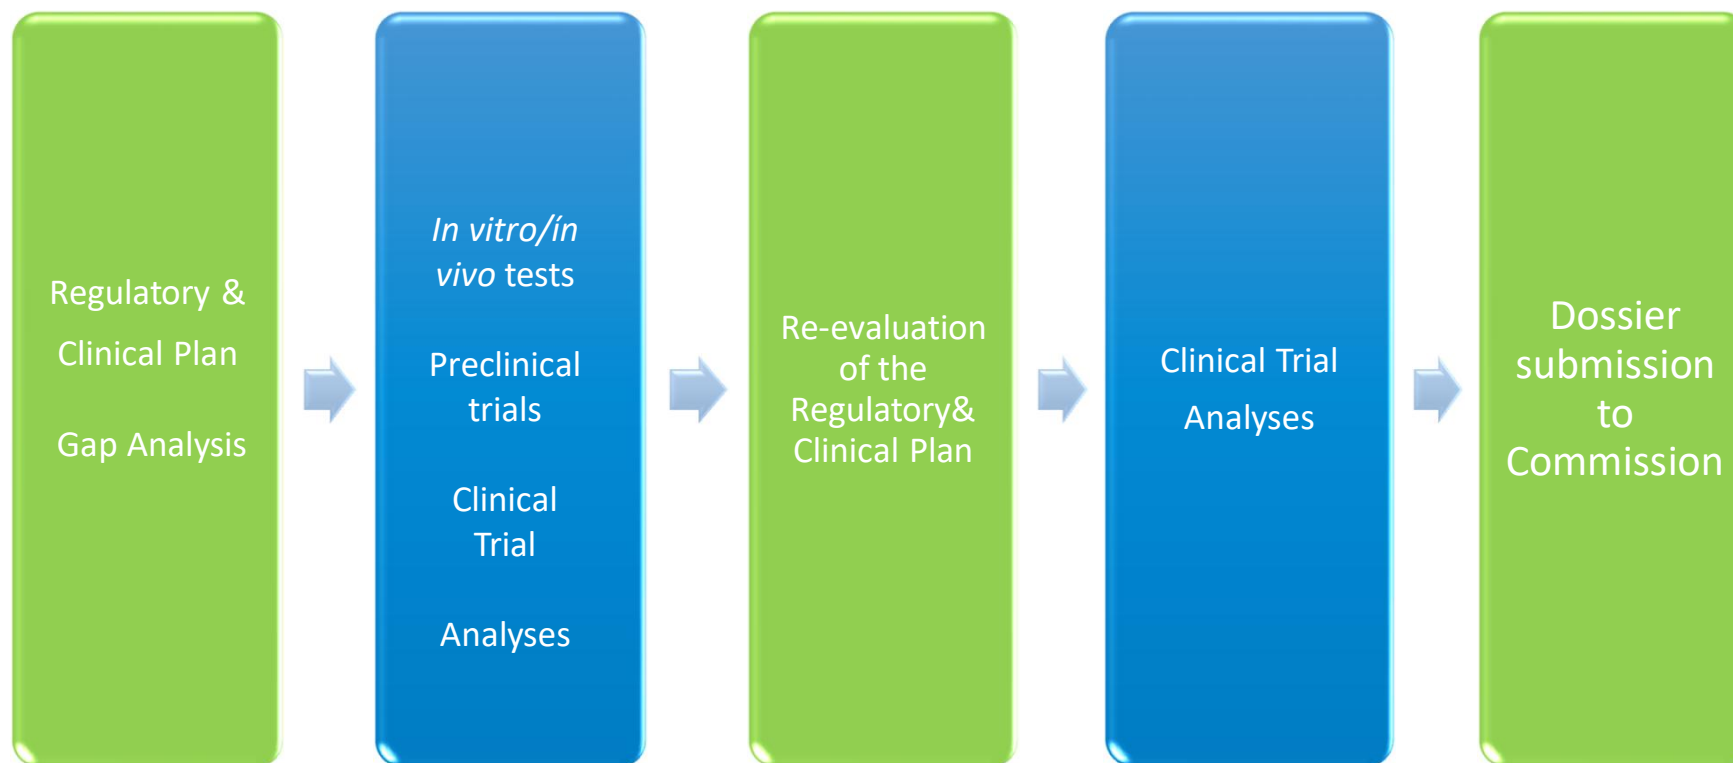 Regulatory &
Clinical Plan
Gap Analysis
In vitro/ín
vivo tests
Preclinical
trials
Clinical
Trial
Analyses
Re-evaluation
of the
Regulatory&
Clinical Plan
Clinical Trial
Analyses
Dossier
submission
to
Commission